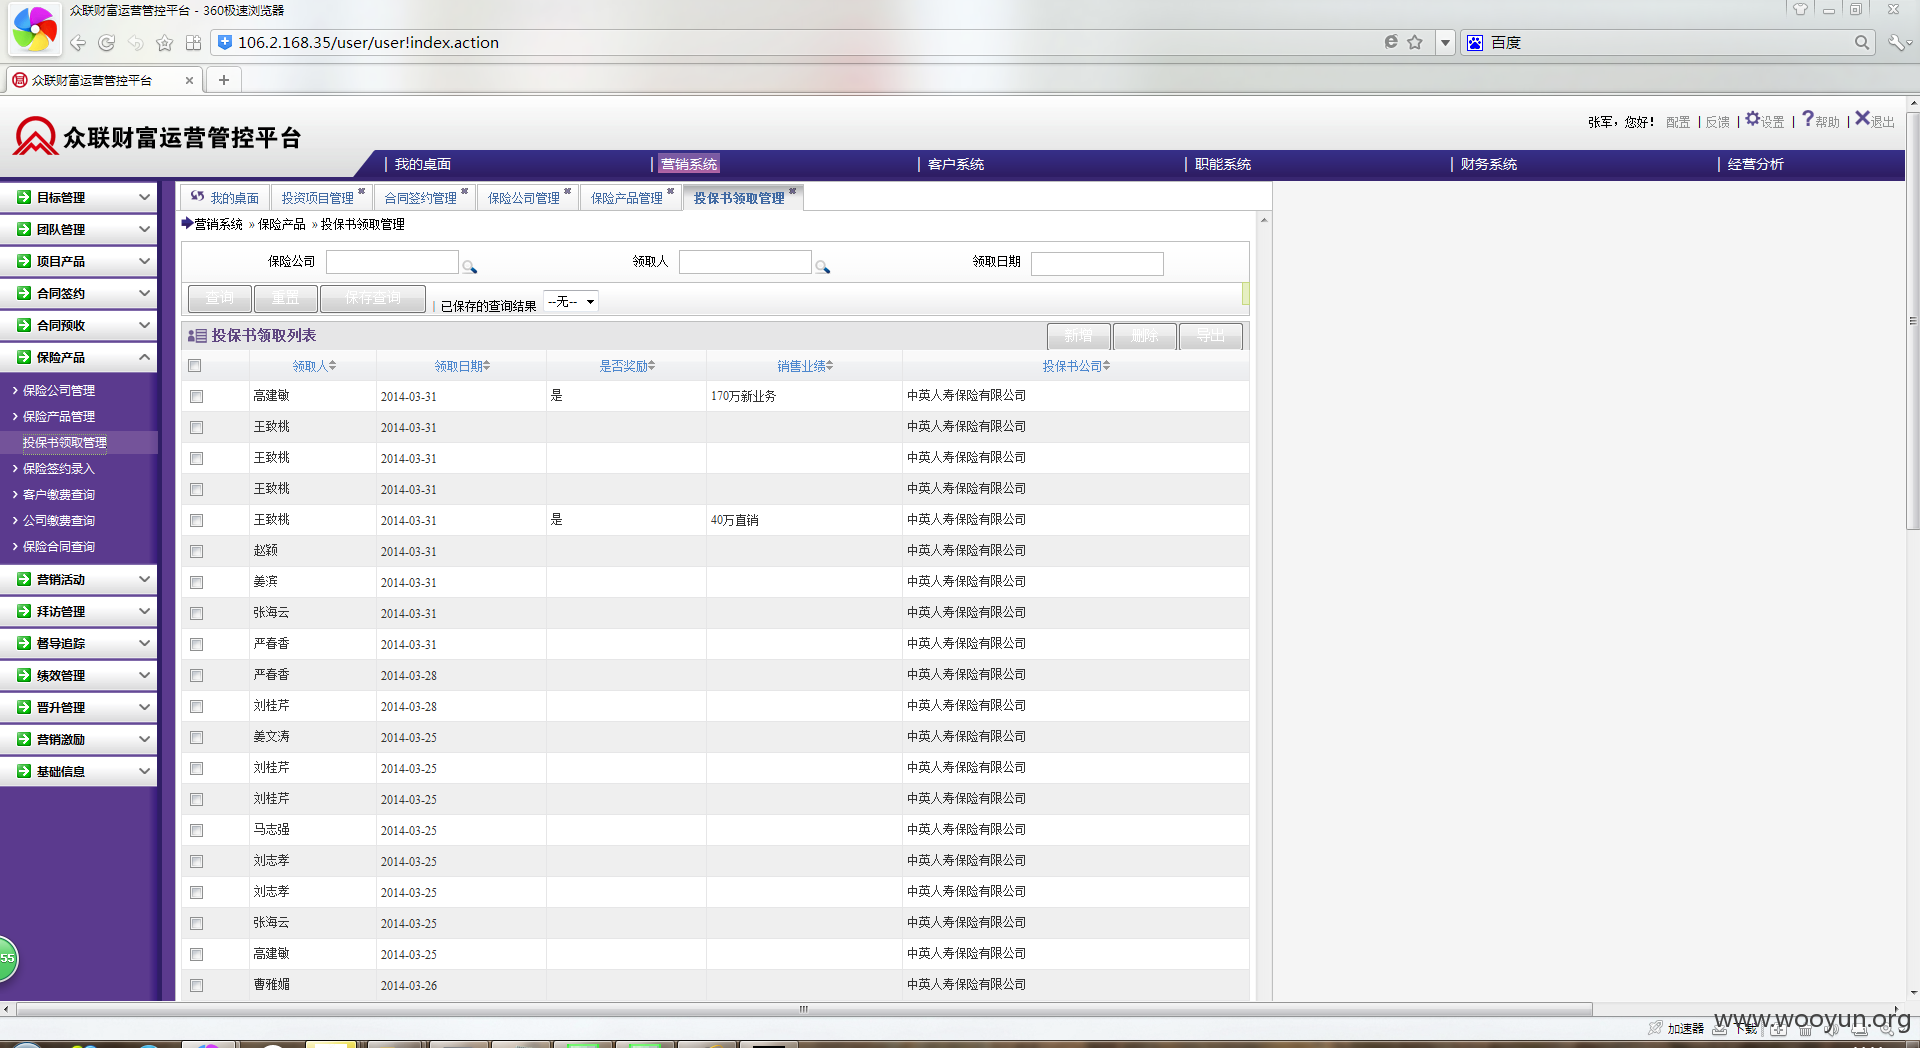 众联财富运营管控平台 - 360极速浏览器
106.2.168.35/user/user!index.action
百度
众联财富运营管控平台
众联财富运营管控平台
张军，您好！ 配置 | 反馈 | 设置 | 帮助 | 退出
| 我的桌面 | 营销系统 | 客户系统 | 职能系统 | 财务系统 | 经营分析
目标管理
团队管理
项目产品
合同签约
合同预收
保险产品
保险公司管理
保险产品管理
投保书领取管理
保险签约录入
客户缴费查询
公司缴费查询
保险合同查询
营销活动
拜访管理
督导追踪
绩效管理
晋升管理
营销激励
基础信息
55
我的桌面 投资项目管理 合同签约管理 保险公司管理 保险产品管理 投保书领取管理
营销系统 » 保险产品 » 投保书领取管理
保险公司 领取人 领取日期
查询 重置 保存查询 | 已保存的查询结果 --无--
投保书领取列表 新增 删除 导出
领取人 领取日期 是否奖励 销售业绩 投保书公司
高建敏 2014-03-31 是 170万新业务 中英人寿保险有限公司
王致桃 2014-03-31 中英人寿保险有限公司
王致桃 2014-03-31 中英人寿保险有限公司
王致桃 2014-03-31 中英人寿保险有限公司
王致桃 2014-03-31 是 40万直销 中英人寿保险有限公司
赵颖 2014-03-31 中英人寿保险有限公司
姜滨 2014-03-31 中英人寿保险有限公司
张海云 2014-03-31 中英人寿保险有限公司
严春香 2014-03-31 中英人寿保险有限公司
严春香 2014-03-28 中英人寿保险有限公司
刘桂芹 2014-03-28 中英人寿保险有限公司
姜文涛 2014-03-25 中英人寿保险有限公司
刘桂芹 2014-03-25 中英人寿保险有限公司
刘桂芹 2014-03-25 中英人寿保险有限公司
马志强 2014-03-25 中英人寿保险有限公司
刘志孝 2014-03-25 中英人寿保险有限公司
刘志孝 2014-03-25 中英人寿保险有限公司
张海云 2014-03-25 中英人寿保险有限公司
高建敏 2014-03-25 中英人寿保险有限公司
曹雅媚 2014-03-26 中英人寿保险有限公司
加速器 下载
www.wooyun.org